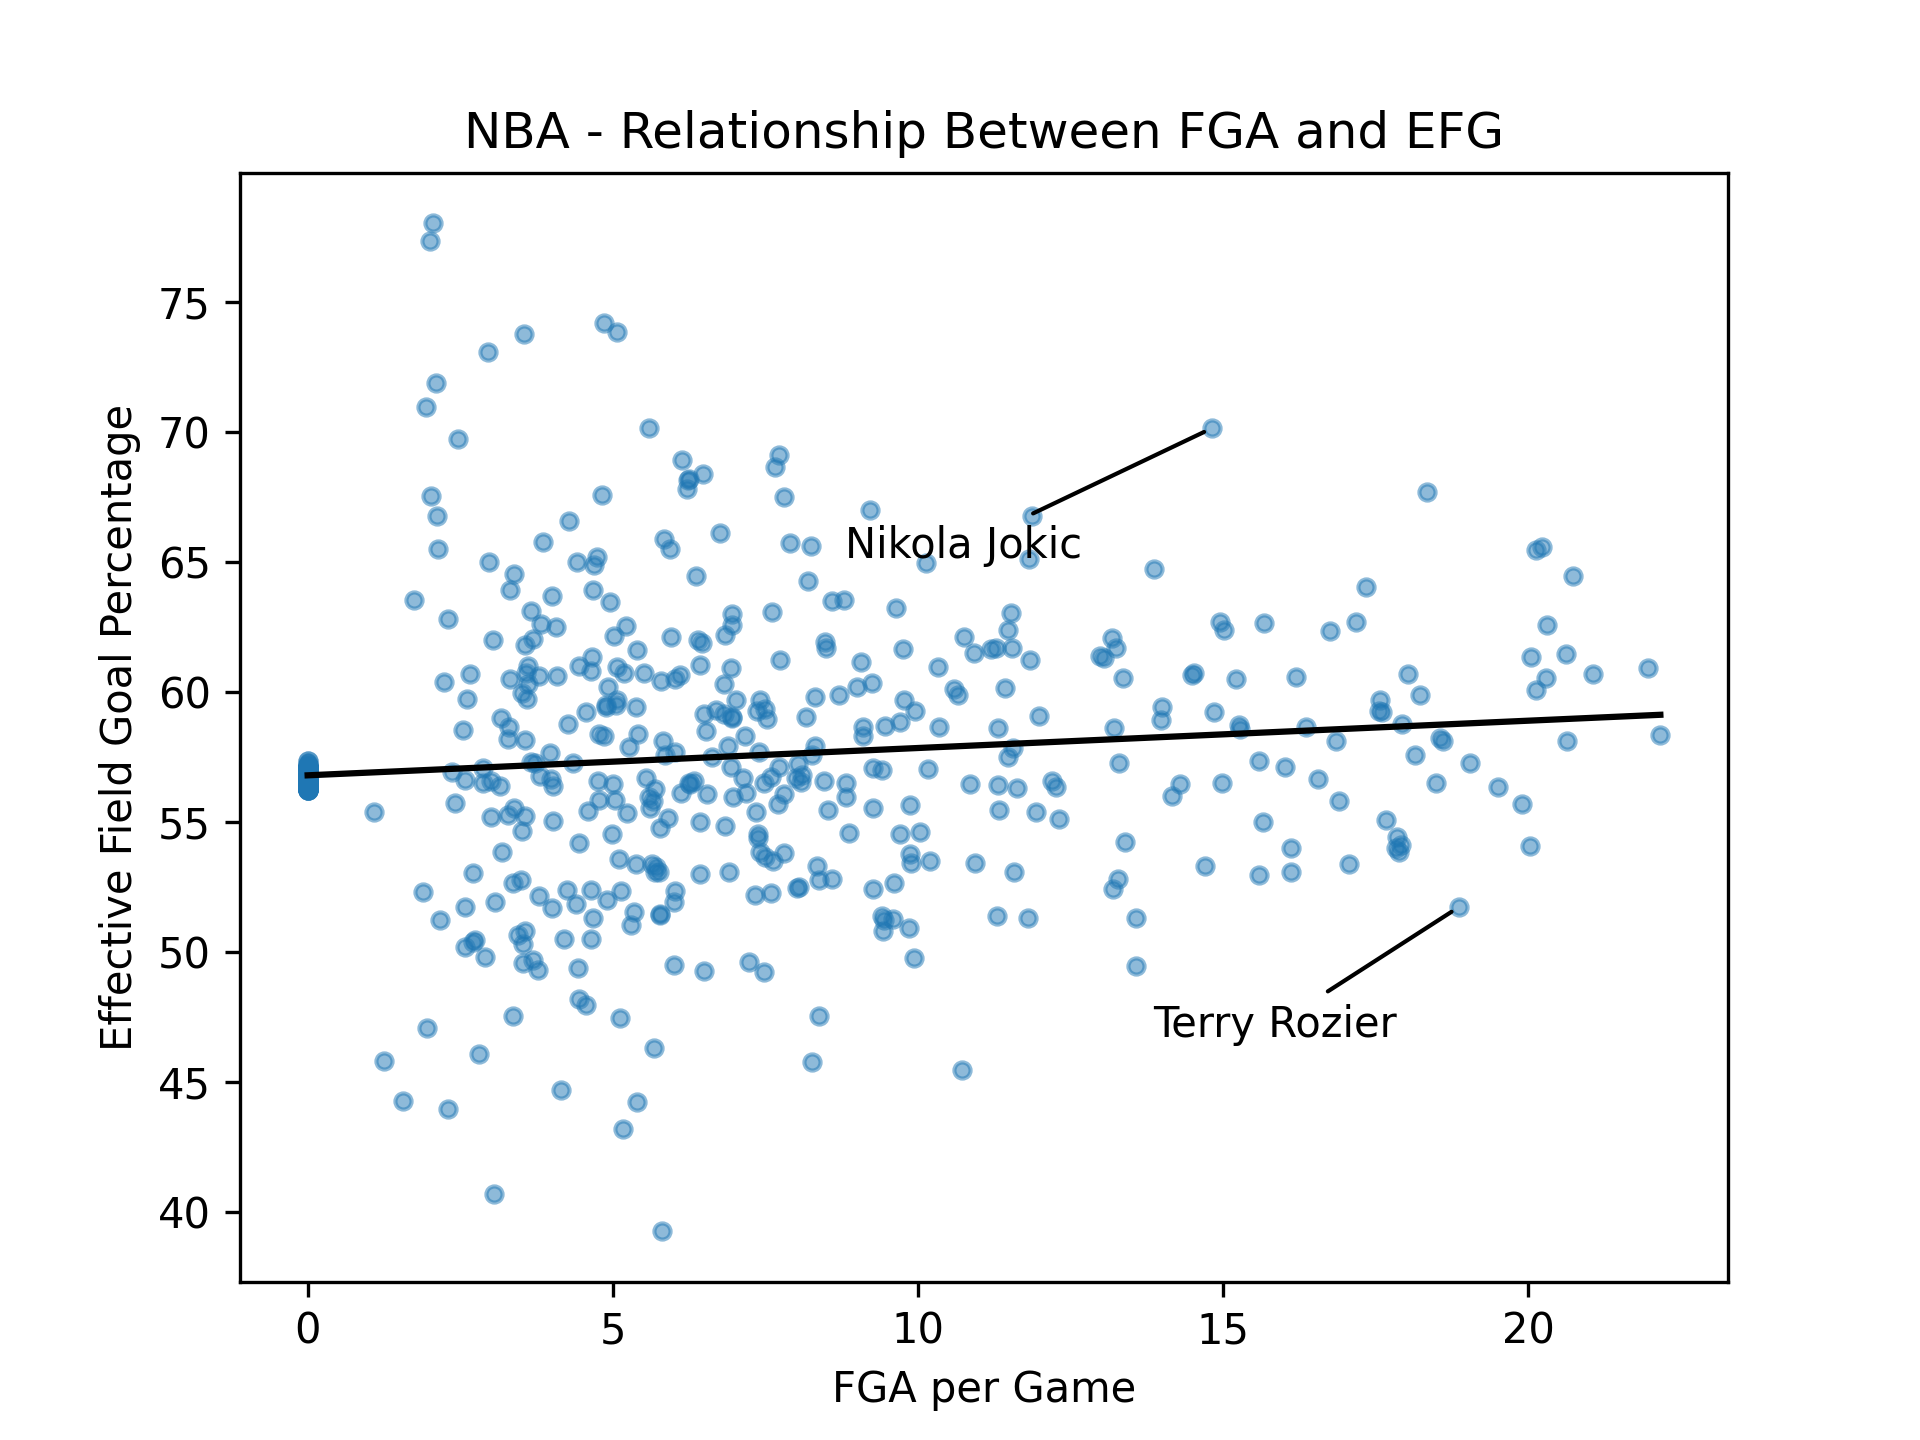 NBA - Relationship Between FGA and EFG
Effective Field Goal Percentage
75
70
65
60
55
50
45
40
Nikola Jokic
Terry Rozier
0
5
10
15
20
FGA per Game